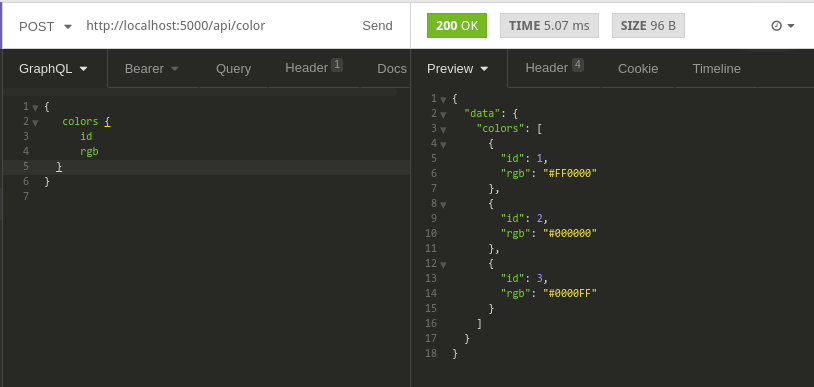 POST http://localhost:5000/api/color Send 200 OK TIME 5.07 ms SIZE 96 B
GraphQL Bearer Query Header 1 Docs
1 {
2 colors {
3 id
4 rgb
5 }
6 }
7
Preview Header 4 Cookie Timeline
1 {
2 "data": {
3 "colors": [
4 {
5 "id": 1,
6 "rgb": "#FF0000"
7 },
8 {
9 "id": 2,
10 "rgb": "#000000"
11 },
12 {
13 "id": 3,
14 "rgb": "#0000FF"
15 }
16 ]
17 }
18 }